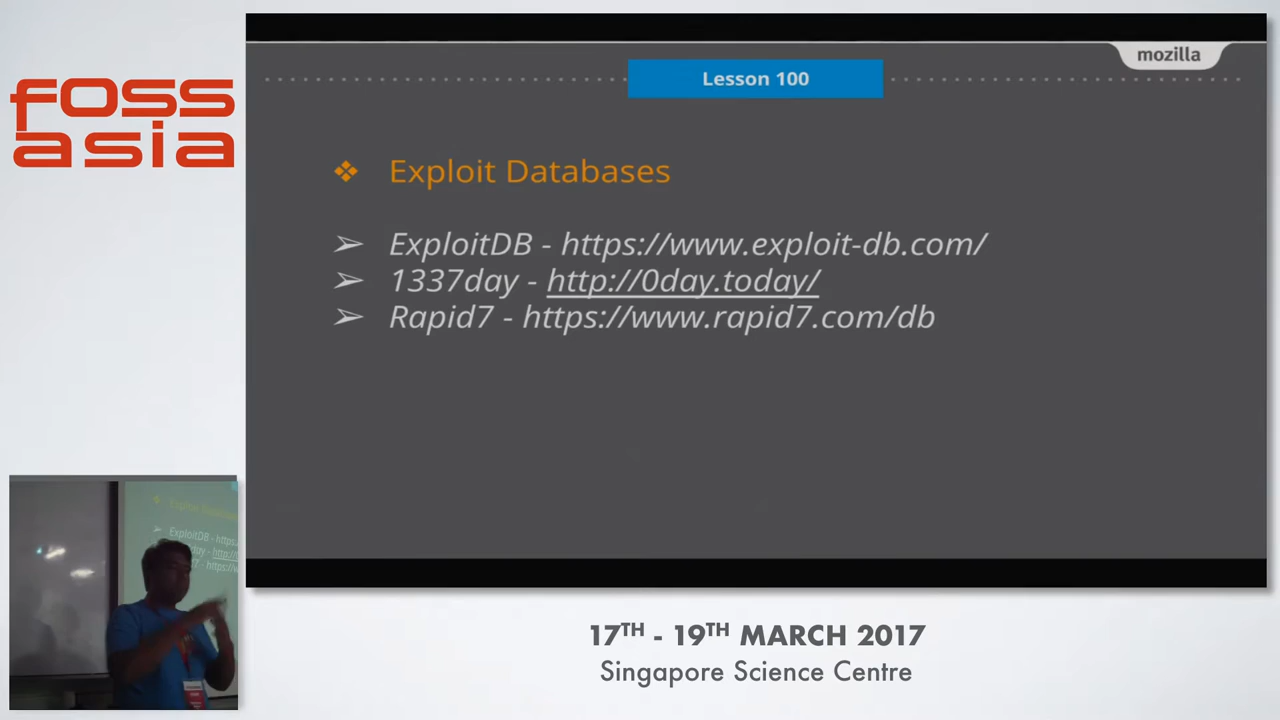 foss
asia
mozilla
Lesson 100
❖ Exploit Databases
➢ ExploitDB - https://www.exploit-db.com/
➢ 1337day - http://0day.today/
➢ Rapid7 - https://www.rapid7.com/db
17TH - 19TH MARCH 2017
Singapore Science Centre